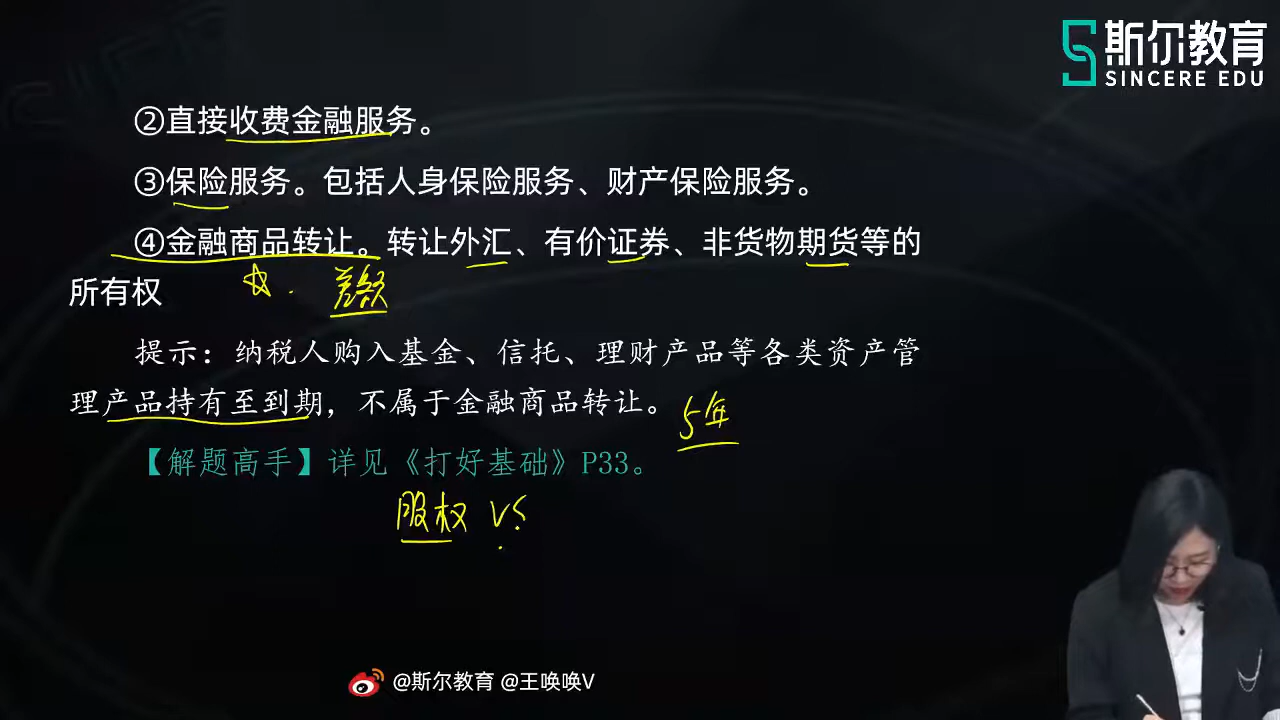 斯尔教育
SINCERE EDU
②直接收费金融服务。
③保险服务。包括人身保险服务、财产保险服务。
④金融商品转让。转让外汇、有价证券、非货物期货等的
所有权
差额
提示：纳税人购入基金、信托、理财产品等各类资产管
理产品持有至到期，不属于金融商品转让。
5年
【解题高手】详见《打好基础》P33。
股权 VS
@斯尔教育 @王唤唤V